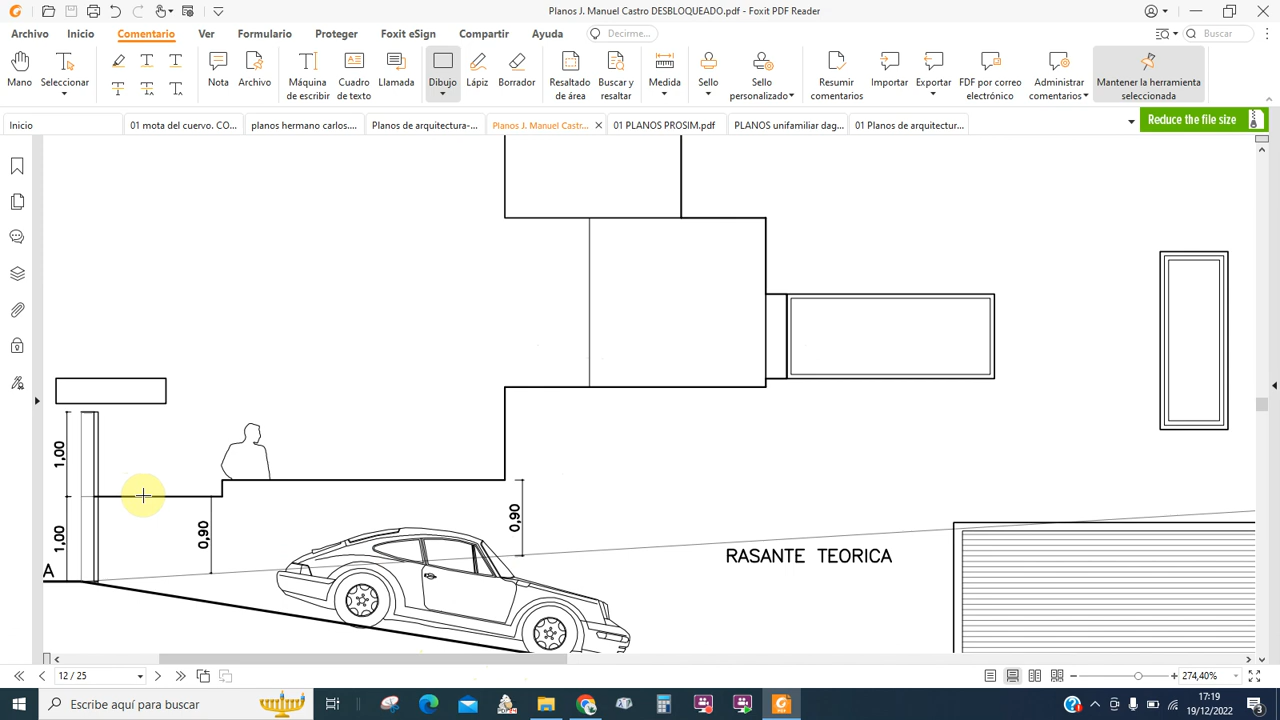 Planos J. Manuel Castro DESBLOQUEADO.pdf - Foxit PDF Reader
Archivo Inicio Comentario Ver Formulario Proteger Foxit eSign Compartir Ayuda Decirme... Buscar
Mano Seleccionar Nota Archivo Máquina de escribir Cuadro de texto Llamada Dibujo Lápiz Borrador Resaltado de área Buscar y resaltar Medida Sello Sello personalizado Resumir comentarios Importar Exportar FDF por correo electrónico Administrar comentarios Mantener la herramienta seleccionada
Inicio 01 mota del cuervo. CO... planos hermano carlos.... Planos de arquitectura-... Planos J. Manuel Castr... 01 PLANOS PROSIM.pdf PLANOS unifamiliar dag... 01 Planos de arquitectur... Reduce the file size
1,00
1,00
0,90
0,90
RASANTE TEORICA
A
12 / 25 274,40%
Escribe aquí para buscar
17:19
19/12/2022